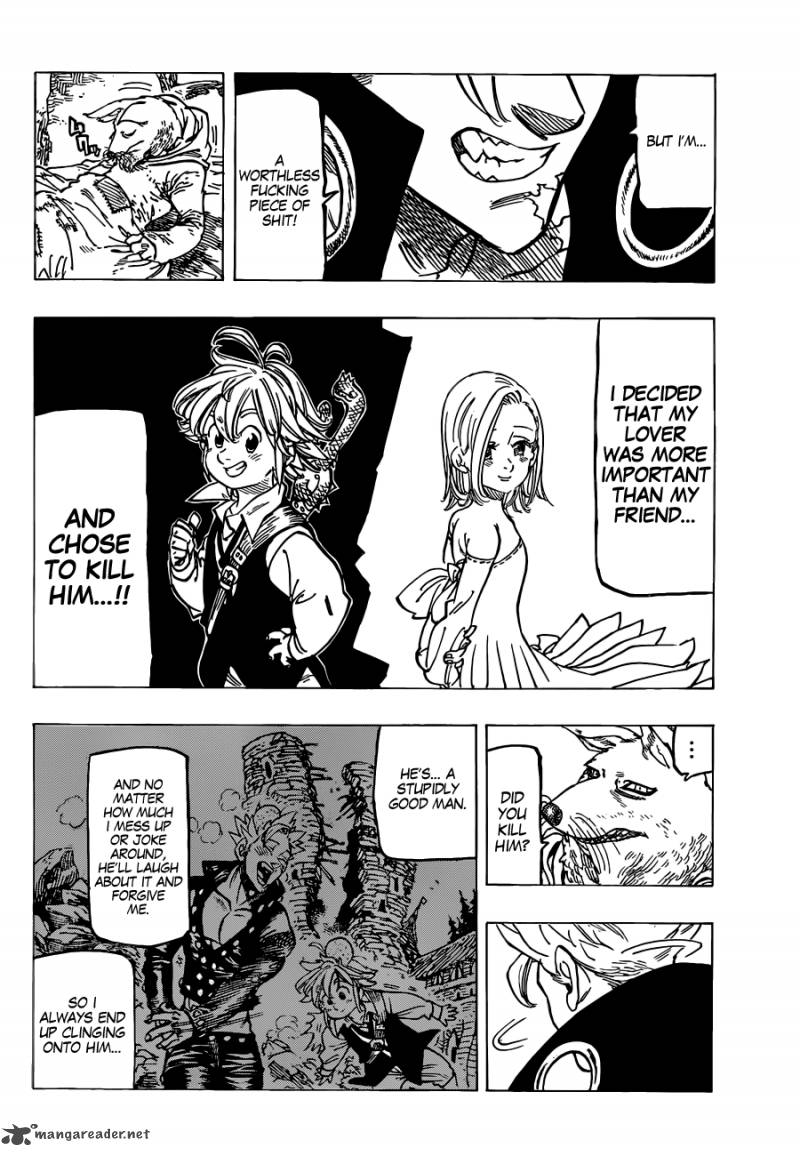 BUT I'M...
A
WORTHLESS
FUCKING
PIECE OF
SHIT!
I DECIDED
THAT MY
LOVER
WAS MORE
IMPORTANT
THAN MY
FRIEND...
AND
CHOSE
TO KILL
HIM...!!
...
DID
YOU
KILL
HIM?
HE'S... A
STUPIDLY
GOOD MAN.
AND NO
MATTER
HOW MUCH
I MESS UP
OR JOKE
AROUND,
HE'LL LAUGH
ABOUT IT AND
FORGIVE
ME.
SO I
ALWAYS END
UP CLINGING
ONTO HIM...
mangareader.net